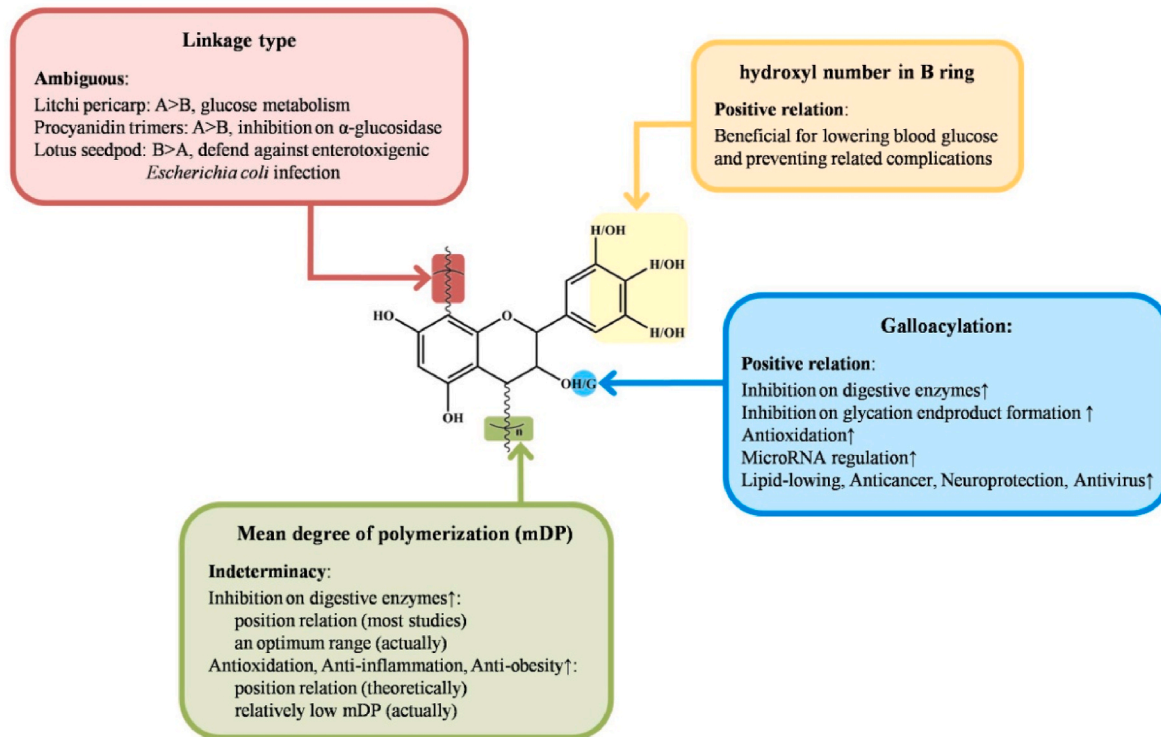 Linkage type
Ambiguous:
Litchi pericarp: A>B, glucose metabolism
Procyanidin trimers: A>B, inhibition on α-glucosidase
Lotus seedpod: B>A, defend against enterotoxigenic
Escherichia coli infection
hydroxyl number in B ring
Positive relation:
Beneficial for lowering blood glucose
and preventing related complications
H/OH
H/OH
H/OH
HO
O
OH/G
OH
n
Galloacylation:
Positive relation:
Inhibition on digestive enzymes↑
Inhibition on glycation endproduct formation ↑
Antioxidation↑
MicroRNA regulation↑
Lipid-lowing, Anticancer, Neuroprotection, Antivirus↑
Mean degree of polymerization (mDP)
Indeterminacy:
Inhibition on digestive enzymes↑:
position relation (most studies)
an optimum range (actually)
Antioxidation, Anti-inflammation, Anti-obesity↑:
position relation (theoretically)
relatively low mDP (actually)